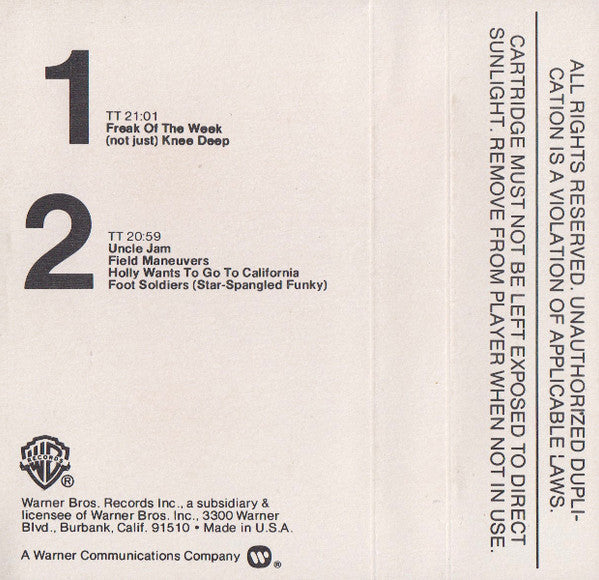 1
TT 21:01
Freak Of The Week
(not just) Knee Deep
2
TT 20:59
Uncle Jam
Field Maneuvers
Holly Wants To Go To California
Foot Soldiers (Star-Spangled Funky)
WB
RECORDS
®
Warner Bros. Records Inc., a subsidiary &
licensee of Warner Bros. Inc., 3300 Warner
Blvd., Burbank, Calif. 91510 • Made in U.S.A.
A Warner Communications Company
®
ALL RIGHTS RESERVED. UNAUTHORIZED DUPLI-
CATION IS A VIOLATION OF APPLICABLE LAWS.
CARTRIDGE MUST NOT BE LEFT EXPOSED TO DIRECT
SUNLIGHT. REMOVE FROM PLAYER WHEN NOT IN USE.